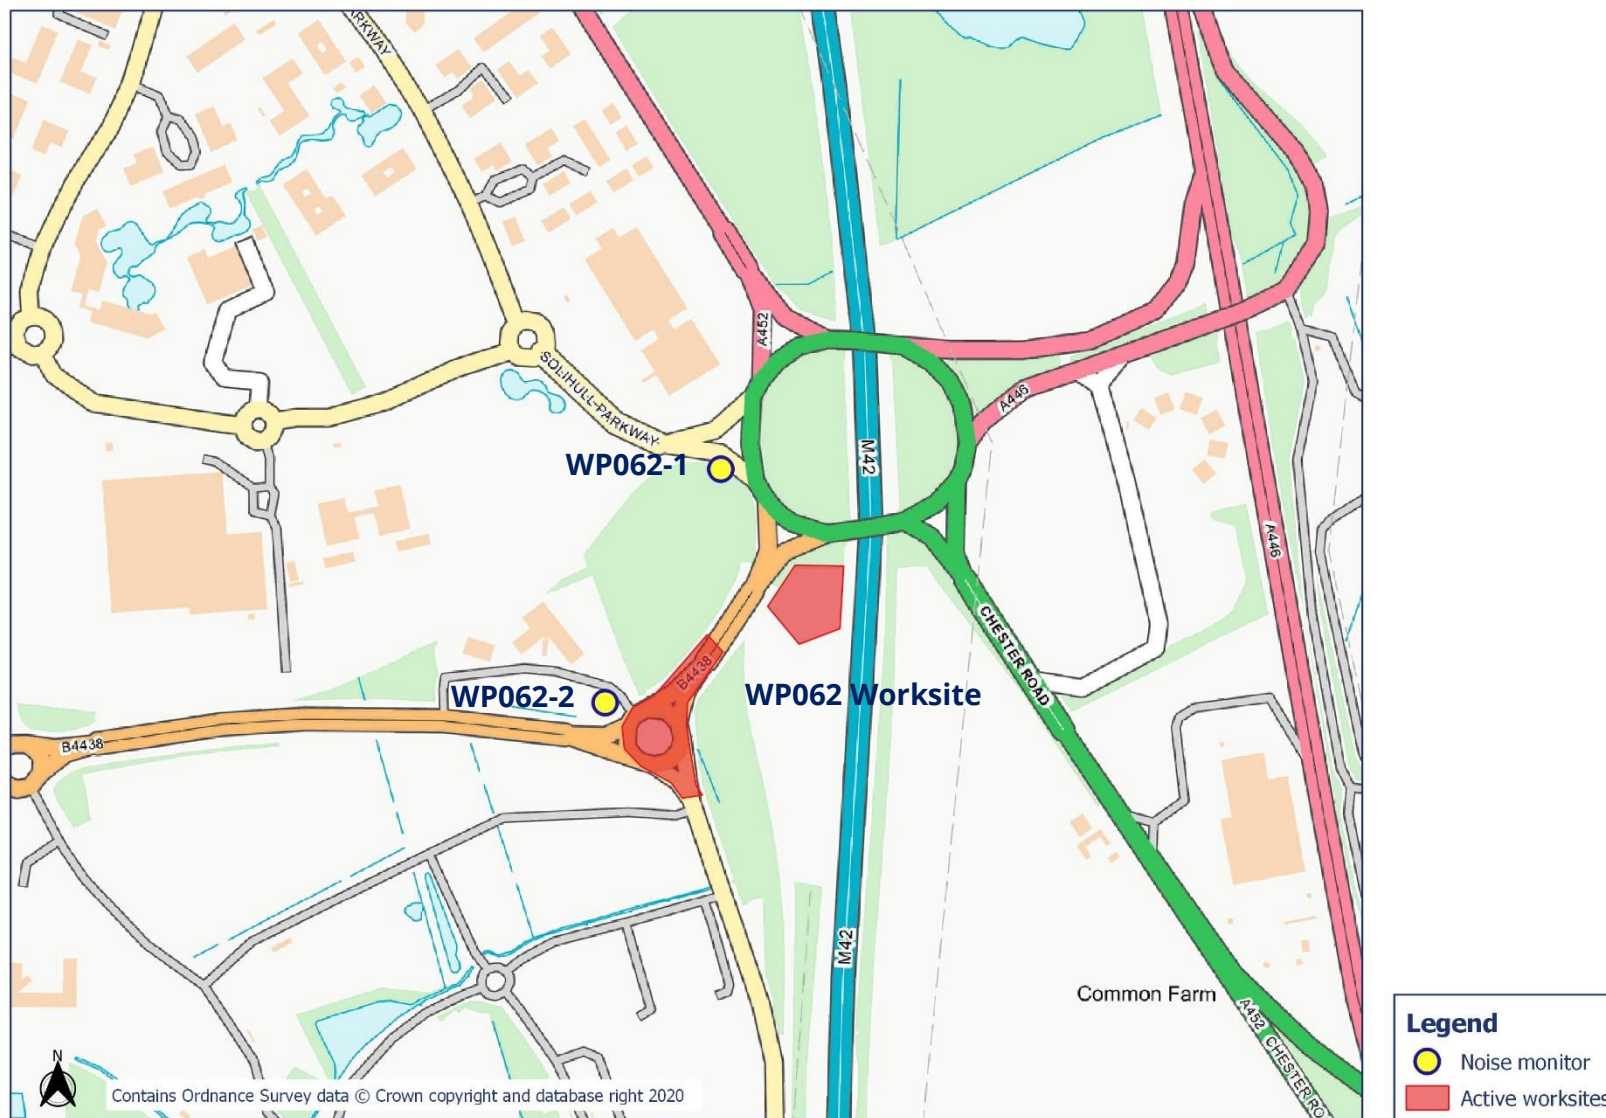 ARKWAY
A452
SOLIHULL PARKWAY
A446
M42
WP062-1
A446
CHESTER ROAD
B4438
WP062-2
WP062 Worksite
B4438
M42
Common Farm
A452 CHESTER RO
N
Contains Ordnance Survey data © Crown copyright and database right 2020
Legend
Noise monitor
Active worksites